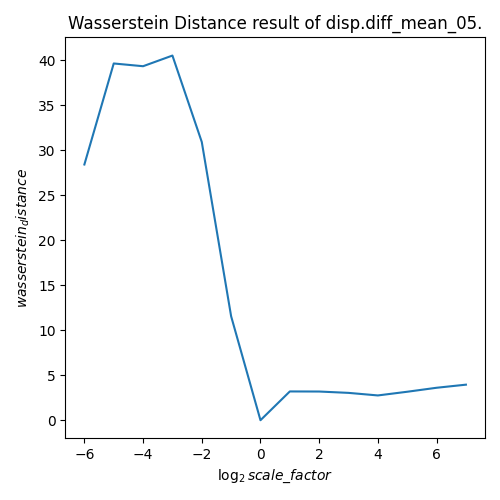 Wasserstein Distance result of disp.diff_mean_05.
40
35
30
25
20
15
10
5
0
wasserstein_distance
−6 −4 −2 0 2 4 6
log₂ scale_factor